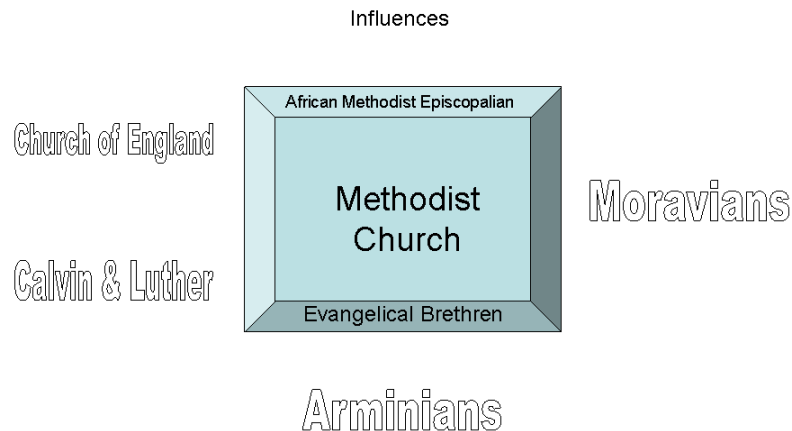 Influences
African Methodist Episcopalian
Church of England
Methodist
Church
Moravians
Calvin & Luther
Evangelical Brethren
Arminians